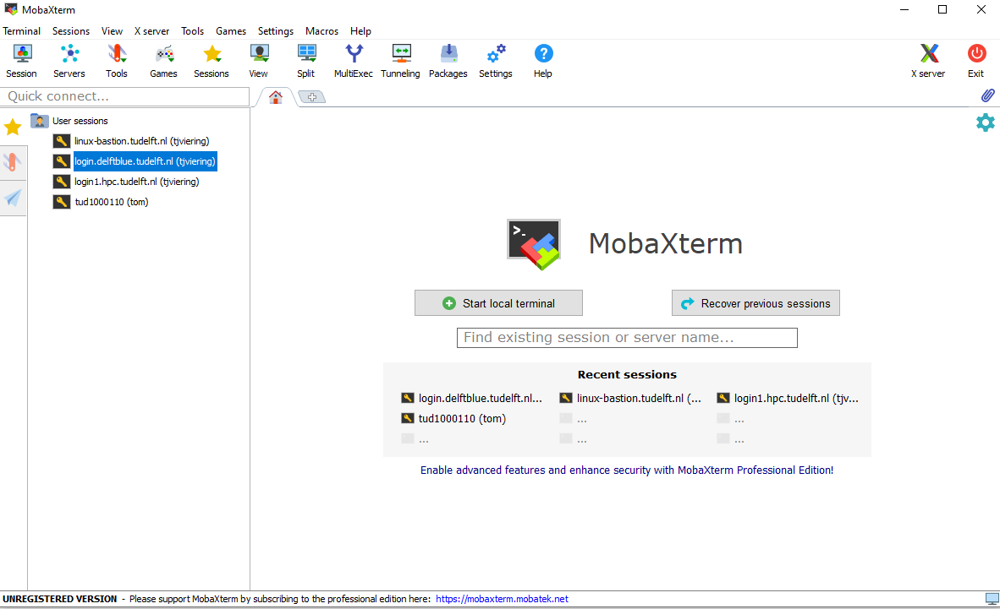 MobaXterm
Terminal Sessions View X server Tools Games Settings Macros Help
Session Servers Tools Games Sessions View Split MultiExec Tunneling Packages Settings Help X server Exit
Quick connect...
User sessions
linux-bastion.tudelft.nl (tjviering)
login.delftblue.tudelft.nl (tjviering)
login1.hpc.tudelft.nl (tjviering)
tud1000110 (tom)
>_
MobaXterm
Start local terminal Recover previous sessions
Find existing session or server name...
Recent sessions
login.delftblue.tudelft.nl... linux-bastion.tudelft.nl (... login1.hpc.tudelft.nl (tjv...
tud1000110 (tom) ... ...
... ... ...
Enable advanced features and enhance security with MobaXterm Professional Edition!
UNREGISTERED VERSION - Please support MobaXterm by subscribing to the professional edition here: https://mobaxterm.mobatek.net